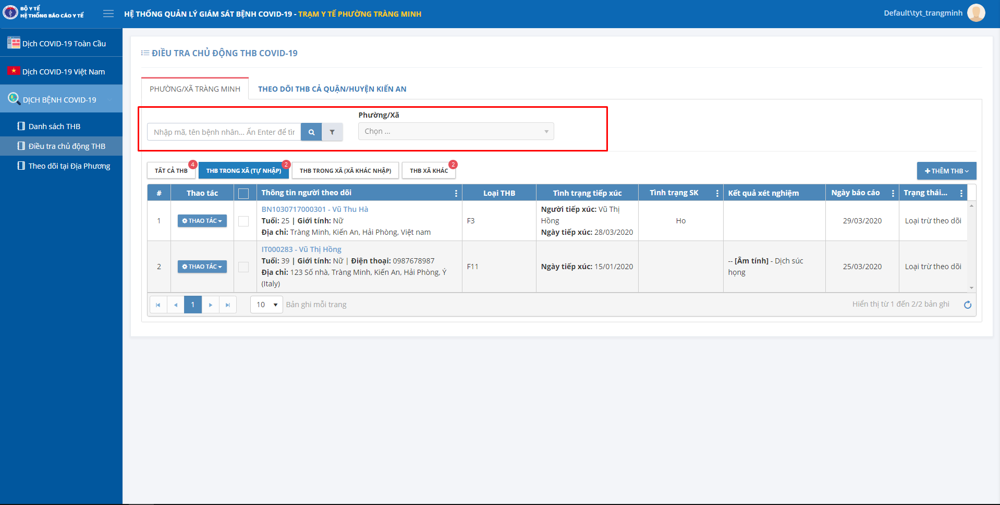 BỘ Y TẾ
HỆ THỐNG BÁO CÁO Y TẾ
HỆ THỐNG QUẢN LÝ GIÁM SÁT BỆNH COVID-19 - TRẠM Y TẾ PHƯỜNG TRÀNG MINH
Default\tyt_trangminh
Dịch COVID-19 Toàn Cầu
Dịch COVID-19 Việt Nam
DỊCH BỆNH COVID-19
Danh sách THB
Điều tra chủ động THB
Theo dõi tại Địa Phương
ĐIỀU TRA CHỦ ĐỘNG THB COVID-19
PHƯỜNG/XÃ TRÀNG MINH
THEO DÕI THB CẢ QUẬN/HUYỆN KIẾN AN
Phường/Xã
Nhập mã, tên bệnh nhân... Ấn Enter để tìr
Chọn ...
TẤT CẢ THB 4
THB TRONG XÃ (TỰ NHẬP) 2
THB TRONG XÃ (XÃ KHÁC NHẬP)
THB XÃ KHÁC 2
THÊM THB
# Thao tác Thông tin người theo dõi Loại THB Tình trạng tiếp xúc Tình trạng SK Kết quả xét nghiệm Ngày báo cáo Trạng thái...
1
THAO TÁC
BN1030717000301 - Vũ Thu Hà
Tuổi: 25 | Giới tính: Nữ
Địa chỉ: Tràng Minh, Kiến An, Hải Phòng, Việt nam
F3
Người tiếp xúc: Vũ Thị
Hồng
Ngày tiếp xúc: 28/03/2020
Ho
29/03/2020
Loại trừ theo dõi
2
THAO TÁC
IT000283 - Vũ Thị Hồng
Tuổi: 39 | Giới tính: Nữ | Điện thoại: 0987678987
Địa chỉ: 123 Số nhà, Tràng Minh, Kiến An, Hải Phòng, Ý
(Italy)
F11
Ngày tiếp xúc: 15/01/2020
-- [Âm tính] - Dịch súc
họng
25/03/2020
Loại trừ theo dõi
1
10
Bản ghi mỗi trang
Hiển thị từ 1 đến 2/2 bản ghi